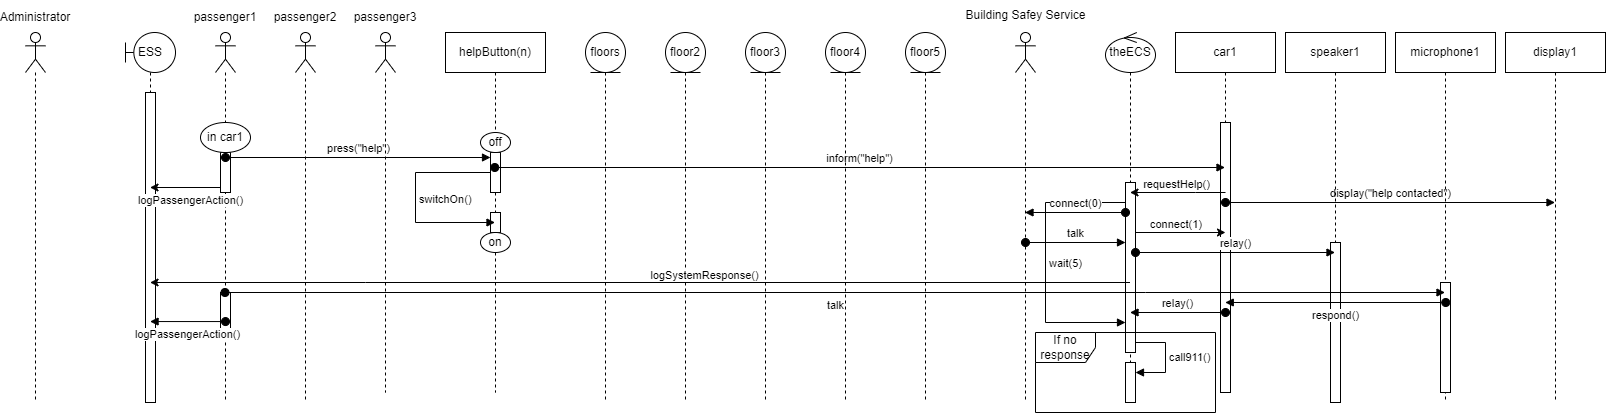 Building Safey Service
Administrator
passenger1
passenger2
passenger3
ESS
helpButton(n)
floors
floor2
floor3
floor4
floor5
theECS
car1
speaker1
microphone1
display1
in car1
off
press("help")
inform("help")
requestHelp()
display("help contacted")
logPassengerAction()
switchOn()
connect(0)
connect(1)
talk
on
relay()
wait(5)
logSystemResponse()
talk
relay()
respond()
logPassengerAction()
If no
response
call911()